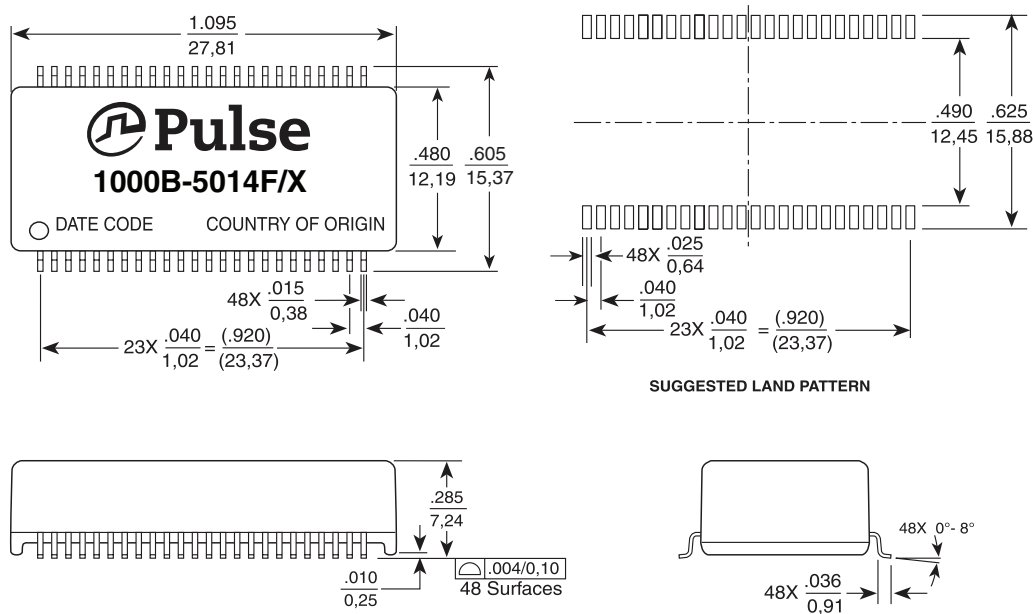 1.095
27,81
Pulse
1000B-5014F/X
DATE CODE COUNTRY OF ORIGIN
.480
12,19
.605
15,37
48X .015
0,38
.040
1,02
23X .040 = (.920)
1,02 (23,37)
.490
12,45
.625
15,88
48X .025
0,64
.040
1,02
23X .040 = (.920)
1,02 (23,37)
SUGGESTED LAND PATTERN
.285
7,24
.010
0,25
.004/0,10
48 Surfaces
48X 0°- 8°
48X .036
0,91